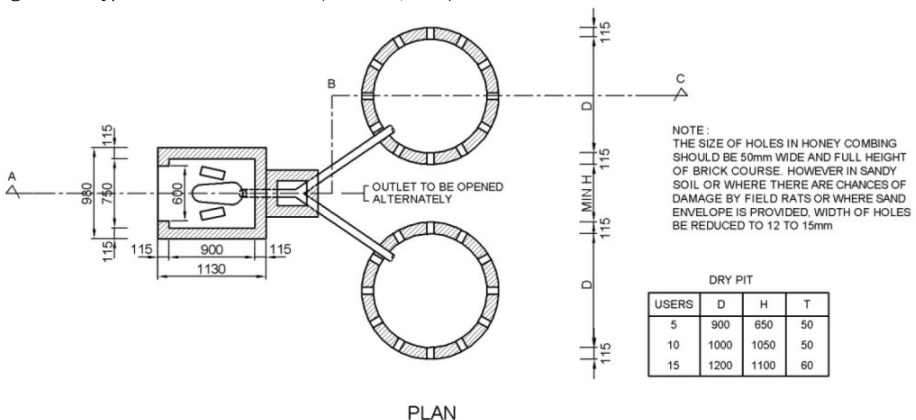 115
B
C
D
115
MIN H
115
D
115
A
115
980
750
600
115
115
900
115
1130
OUTLET TO BE OPENED
ALTERNATELY
NOTE :
THE SIZE OF HOLES IN HONEY COMBING
SHOULD BE 50mm WIDE AND FULL HEIGHT
OF BRICK COURSE. HOWEVER IN SANDY
SOIL OR WHERE THERE ARE CHANCES OF
DAMAGE BY FIELD RATS OR WHERE SAND
ENVELOPE IS PROVIDED, WIDTH OF HOLES
BE REDUCED TO 12 TO 15mm
DRY PIT
USERS D H T
5 900 650 50
10 1000 1050 50
15 1200 1100 60
PLAN